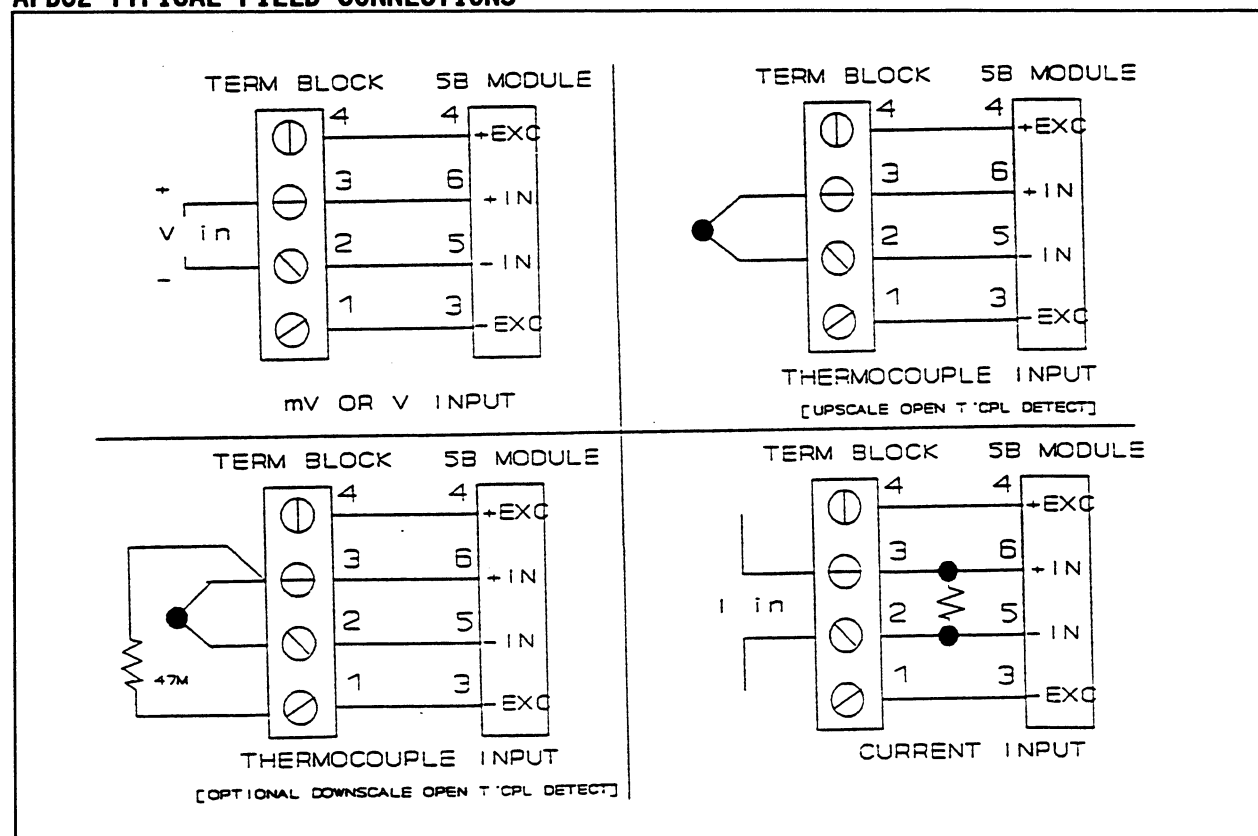 TERM BLOCK 5B MODULE
4 4 +EXC
+ 3 6 +IN
V in
2 5 -IN
-
1 3 -EXC
mV OR V INPUT
TERM BLOCK 5B MODULE
4 4 +EXC
3 6 +IN
2 5 -IN
1 3 -EXC
THERMOCOUPLE INPUT
[UPSCALE OPEN T'CPL DETECT]
TERM BLOCK 5B MODULE
4 4 +EXC
3 6 +IN
2 5 -IN
47M
1 3 -EXC
THERMOCOUPLE INPUT
[OPTIONAL DOWNSCALE OPEN T'CPL DETECT]
TERM BLOCK 5B MODULE
4 4 +EXC
3 6 +IN
I in
2 5 -IN
1 3 -EXC
CURRENT INPUT